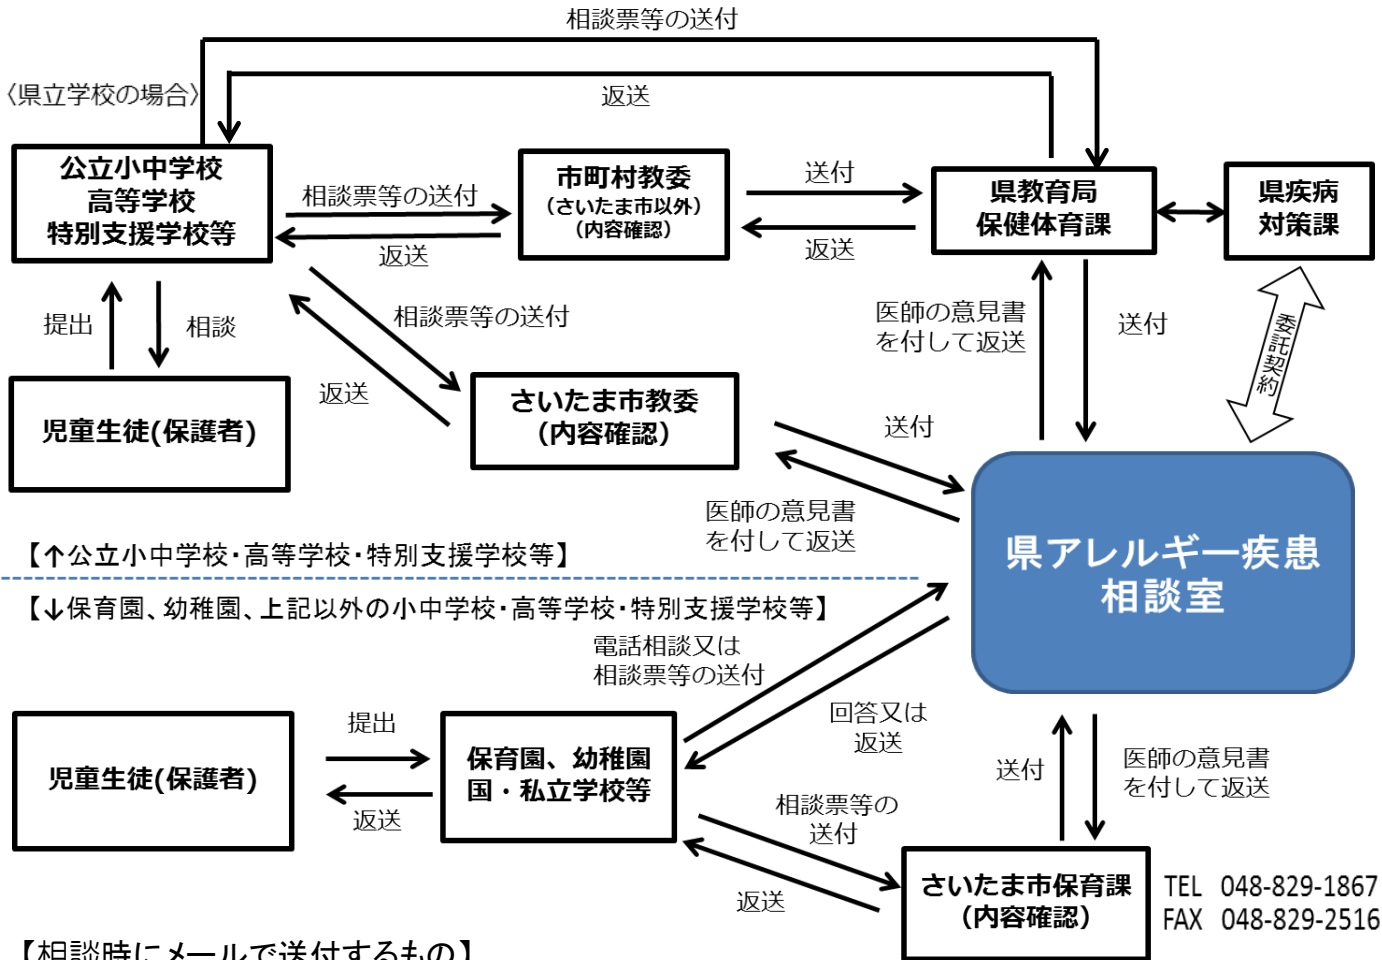 相談票等の送付
返送
〈県立学校の場合〉
公立小中学校
高等学校
特別支援学校等
相談票等の送付
返送
市町村教委
(さいたま市以外)
(内容確認)
送付
返送
県教育局
保健体育課
県疾病
対策課
提出
相談
相談票等の送付
返送
医師の意見書
を付して返送
送付
委託契約
児童生徒(保護者)
さいたま市教委
(内容確認)
送付
医師の意見書
を付して返送
県アレルギー疾患
相談室
【↑公立小中学校・高等学校・特別支援学校等】
【↓保育園、幼稚園、上記以外の小中学校・高等学校・特別支援学校等】
電話相談又は
相談票等の送付
回答又は
返送
児童生徒(保護者)
提出
返送
保育園、幼稚園
国・私立学校等
相談票等の
送付
返送
送付
医師の意見書
を付して返送
さいたま市保育課
(内容確認)
TEL 048-829-1867
FAX 048-829-2516
【相談時にメールで送付するもの】